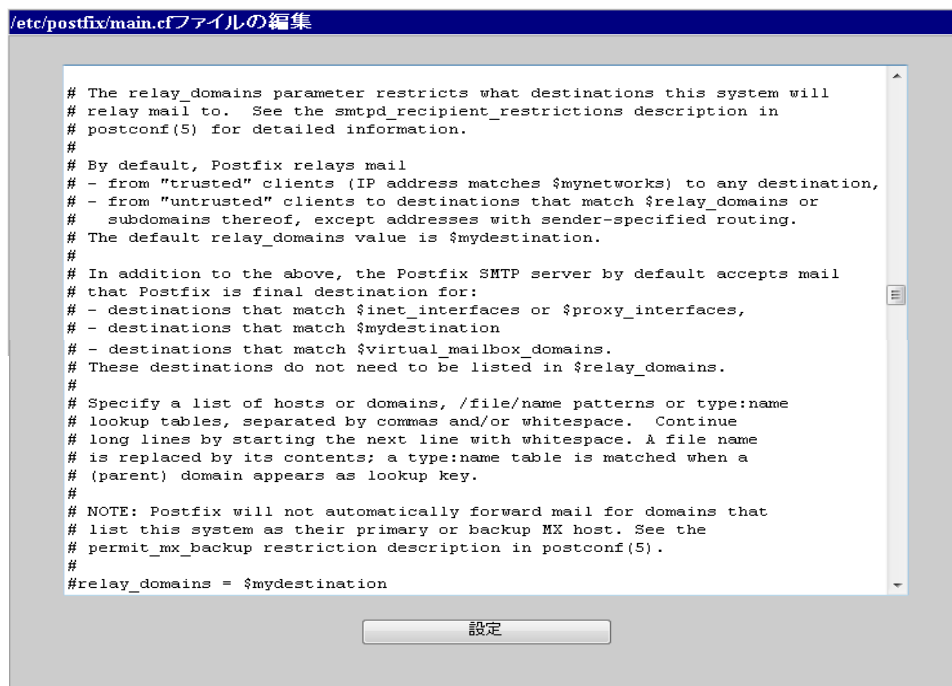 /etc/postfix/main.cfファイルの編集
# The relay_domains parameter restricts what destinations this system will
# relay mail to.  See the smtpd_recipient_restrictions description in
# postconf(5) for detailed information.
#
# By default, Postfix relays mail
# - from "trusted" clients (IP address matches $mynetworks) to any destination,
# - from "untrusted" clients to destinations that match $relay_domains or
#   subdomains thereof, except addresses with sender-specified routing.
# The default relay_domains value is $mydestination.
#
# In addition to the above, the Postfix SMTP server by default accepts mail
# that Postfix is final destination for:
# - destinations that match $inet_interfaces or $proxy_interfaces,
# - destinations that match $mydestination
# - destinations that match $virtual_mailbox_domains.
# These destinations do not need to be listed in $relay_domains.
#
# Specify a list of hosts or domains, /file/name patterns or type:name
# lookup tables, separated by commas and/or whitespace.  Continue
# long lines by starting the next line with whitespace. A file name
# is replaced by its contents; a type:name table is matched when a
# (parent) domain appears as lookup key.
#
# NOTE: Postfix will not automatically forward mail for domains that
# list this system as their primary or backup MX host. See the
# permit_mx_backup restriction description in postconf(5).
#
#relay_domains = $mydestination
設定